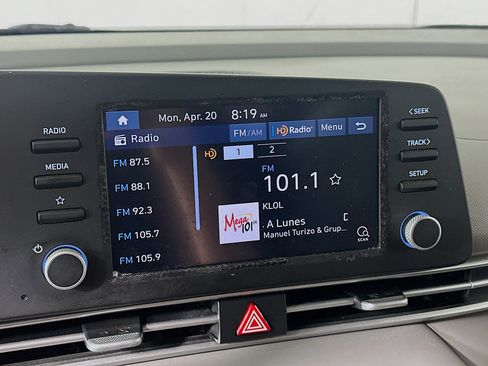 Mon, Apr. 20 8:19 AM
Radio FM/AM HD Radio Menu
RADIO
MEDIA
FM 87.5
FM 88.1
FM 92.3
FM 105.7
FM 105.9
HD 1 2
FM
101.1
KLOL
Mega 101 FM
A Lunes D
Manuel Turizo & Grup...
SCAN
< SEEK
TRACK >
SETUP